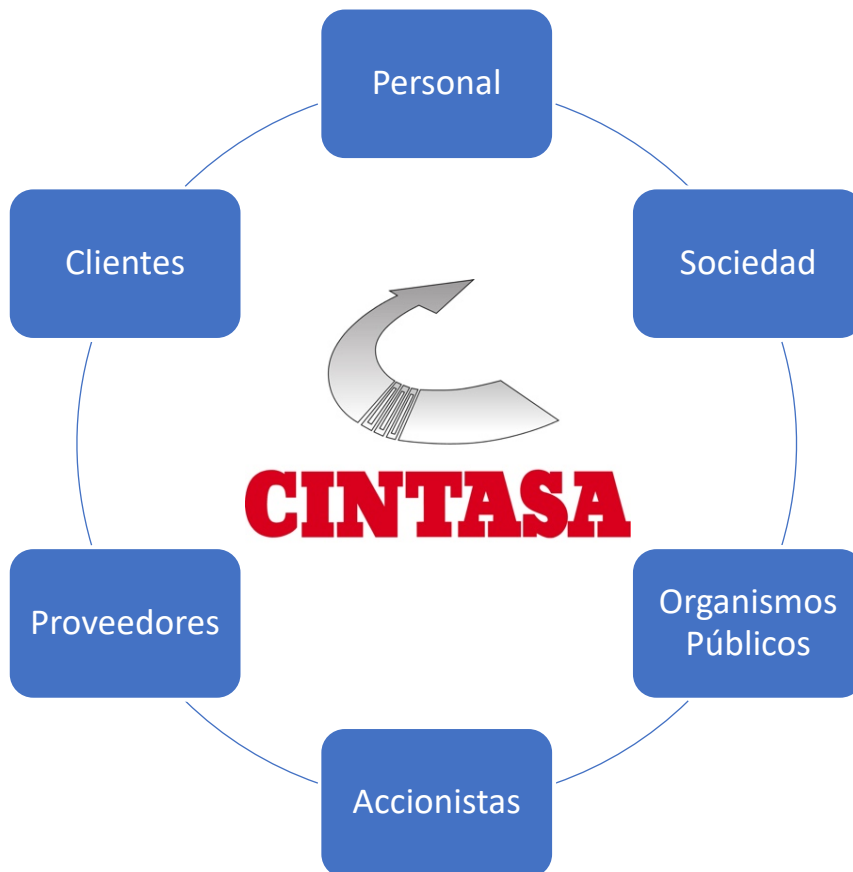 Personal
Clientes
Sociedad
CINTASA
Proveedores
Organismos
Públicos
Accionistas